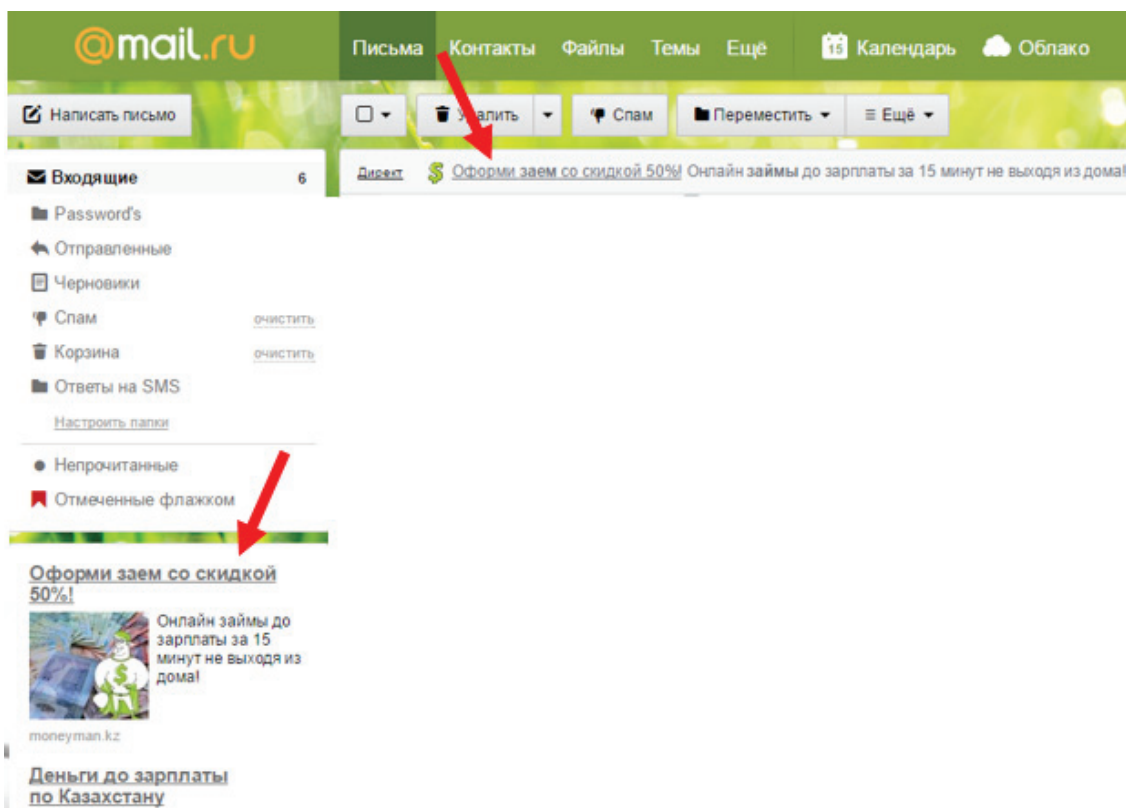 @mail.ru
Письма Контакты Файлы Темы Ещё 15 Календарь Облако
Написать письмо
Удалить Спам Переместить Ещё
Входящие 6
Директ Оформи заем со скидкой 50%! Онлайн займы до зарплаты за 15 минут не выходя из дома!
Password's
Отправленные
Черновики
Спам очистить
Корзина очистить
Ответы на SMS
Настроить папки
Непрочитанные
Отмеченные флажком
Оформи заем со скидкой
50%!
Онлайн займы до
зарплаты за 15
минут не выходя из
дома!
moneyman.kz
Деньги до зарплаты
по Казахстану